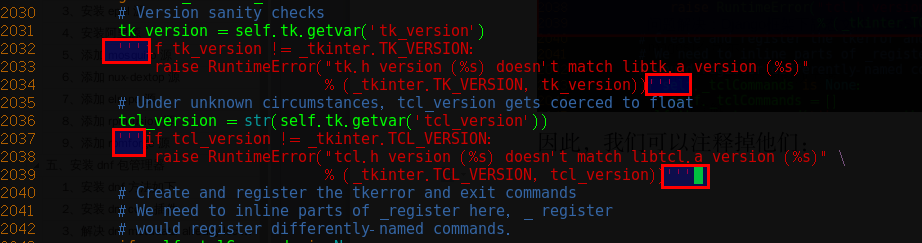 2030 # Version sanity checks
2031 tk_version = self.tk.getvar('tk_version')
2032 '''if tk_version != _tkinter.TK_VERSION:
2033 raise RuntimeError("tk.h version (%s) doesn't match libtk.a version (%s)"
2034 % (_tkinter.TK_VERSION, tk_version))'''
2035 # Under unknown circumstances, tcl_version gets coerced to float
2036 tcl_version = str(self.tk.getvar('tcl_version'))
2037 '''if tcl_version != _tkinter.TCL_VERSION:
因此，我们可以注释掉他们：
2038 raise RuntimeError("tcl.h version (%s) doesn't match libtcl.a version (%s)" \
2039 % (_tkinter.TCL_VERSION, tcl_version))'''
2040 # Create and register the tkerror and exit commands
2041 # We need to inline parts of _register here, _ register
2042 # would register differently-named commands.